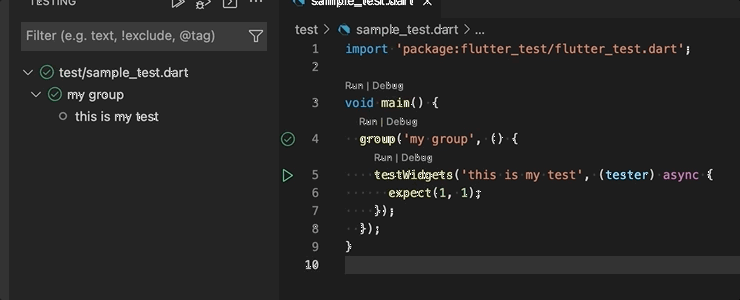 TESTING
Filter (e.g. text, !exclude, @tag)
test/sample_test.dart
my group
this is my test
sample_test.dart
test > sample_test.dart > ...
1 import 'package:flutter_test/flutter_test.dart';
2
Run | Debug
3 void main() {
Run | Debug
4 group('my group', () {
Run | Debug
5 testWidgets('this is my test', (tester) async {
6 expect(1, 1);
7 });
8 });
9 }
10